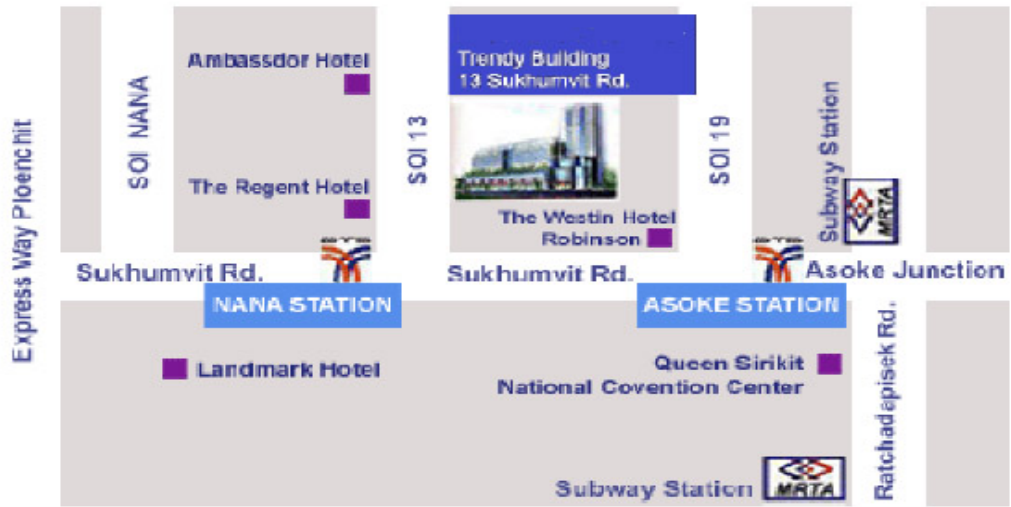 Ambassdor Hotel
Trendy Building
13 Sukhumvit Rd.
SOI NANA
SOI 13
SOI 19
Subway Station
MRTA
Express Way Ploenchit
The Regent Hotel
The Westin Hotel
Robinson
Sukhumvit Rd.
Sukhumvit Rd.
Asoke Junction
NANA STATION
ASOKE STATION
Landmark Hotel
Queen Sirikit
National Covention Center
Ratchadapisek Rd.
Subway Station
MRTA